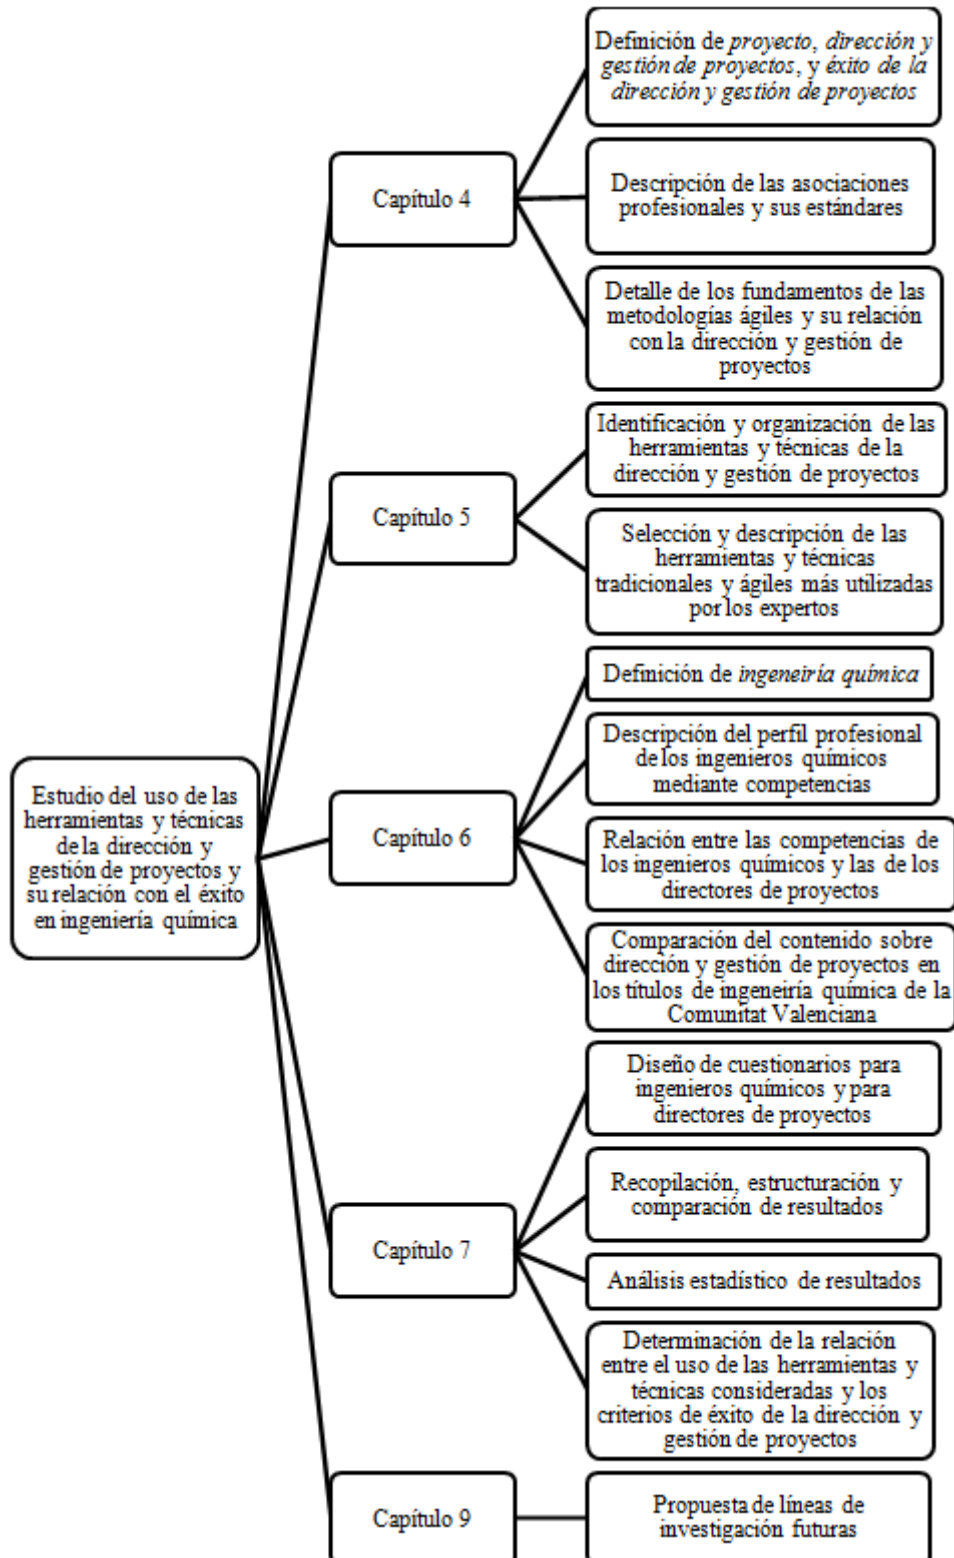 Estudio del uso de las
herramientas y técnicas
de la dirección y
gestión de proyectos y
su relación con el éxito
en ingeniería química
Capítulo 4
Definición de proyecto, dirección y
gestión de proyectos, y éxito de la
dirección y gestión de proyectos
Descripción de las asociaciones
profesionales y sus estándares
Detalle de los fundamentos de las
metodologías ágiles y su relación
con la dirección y gestión de
proyectos
Capítulo 5
Identificación y organización de las
herramientas y técnicas de la
dirección y gestión de proyectos
Selección y descripción de las
herramientas y técnicas
tradicionales y ágiles más utilizadas
por los expertos
Capítulo 6
Definición de ingeneiría química
Descripción del perfil profesional
de los ingenieros químicos
mediante competencias
Relación entre las competencias de
los ingenieros químicos y las de los
directores de proyectos
Comparación del contenido sobre
dirección y gestión de proyectos en
los títulos de ingeneiría química de la
Comunitat Valenciana
Capítulo 7
Diseño de cuestionarios para
ingenieros químicos y para
directores de proyectos
Recopilación, estructuración y
comparación de resultados
Análisis estadístico de resultados
Determinación de la relación
entre el uso de las herramientas y
técnicas consideradas y los
criterios de éxito de la dirección y
gestión de proyectos
Capítulo 9
Propuesta de líneas de
investigación futuras